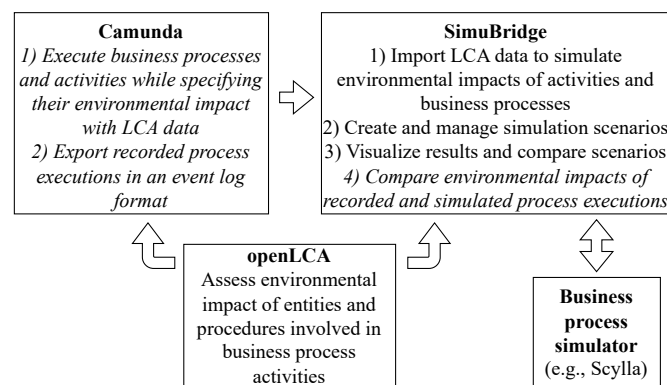 Camunda
1) Execute business processes
and activities while specifying
their environmental impact
with LCA data
2) Export recorded process
executions in an event log
format
SimuBridge
1) Import LCA data to simulate
environmental impacts of activities and
business processes
2) Create and manage simulation scenarios
3) Visualize results and compare scenarios
4) Compare environmental impacts of
recorded and simulated process executions
openLCA
Assess environmental
impact of entities and
procedures involved in
business process
activities
Business
process
simulator
(e.g., Scylla)